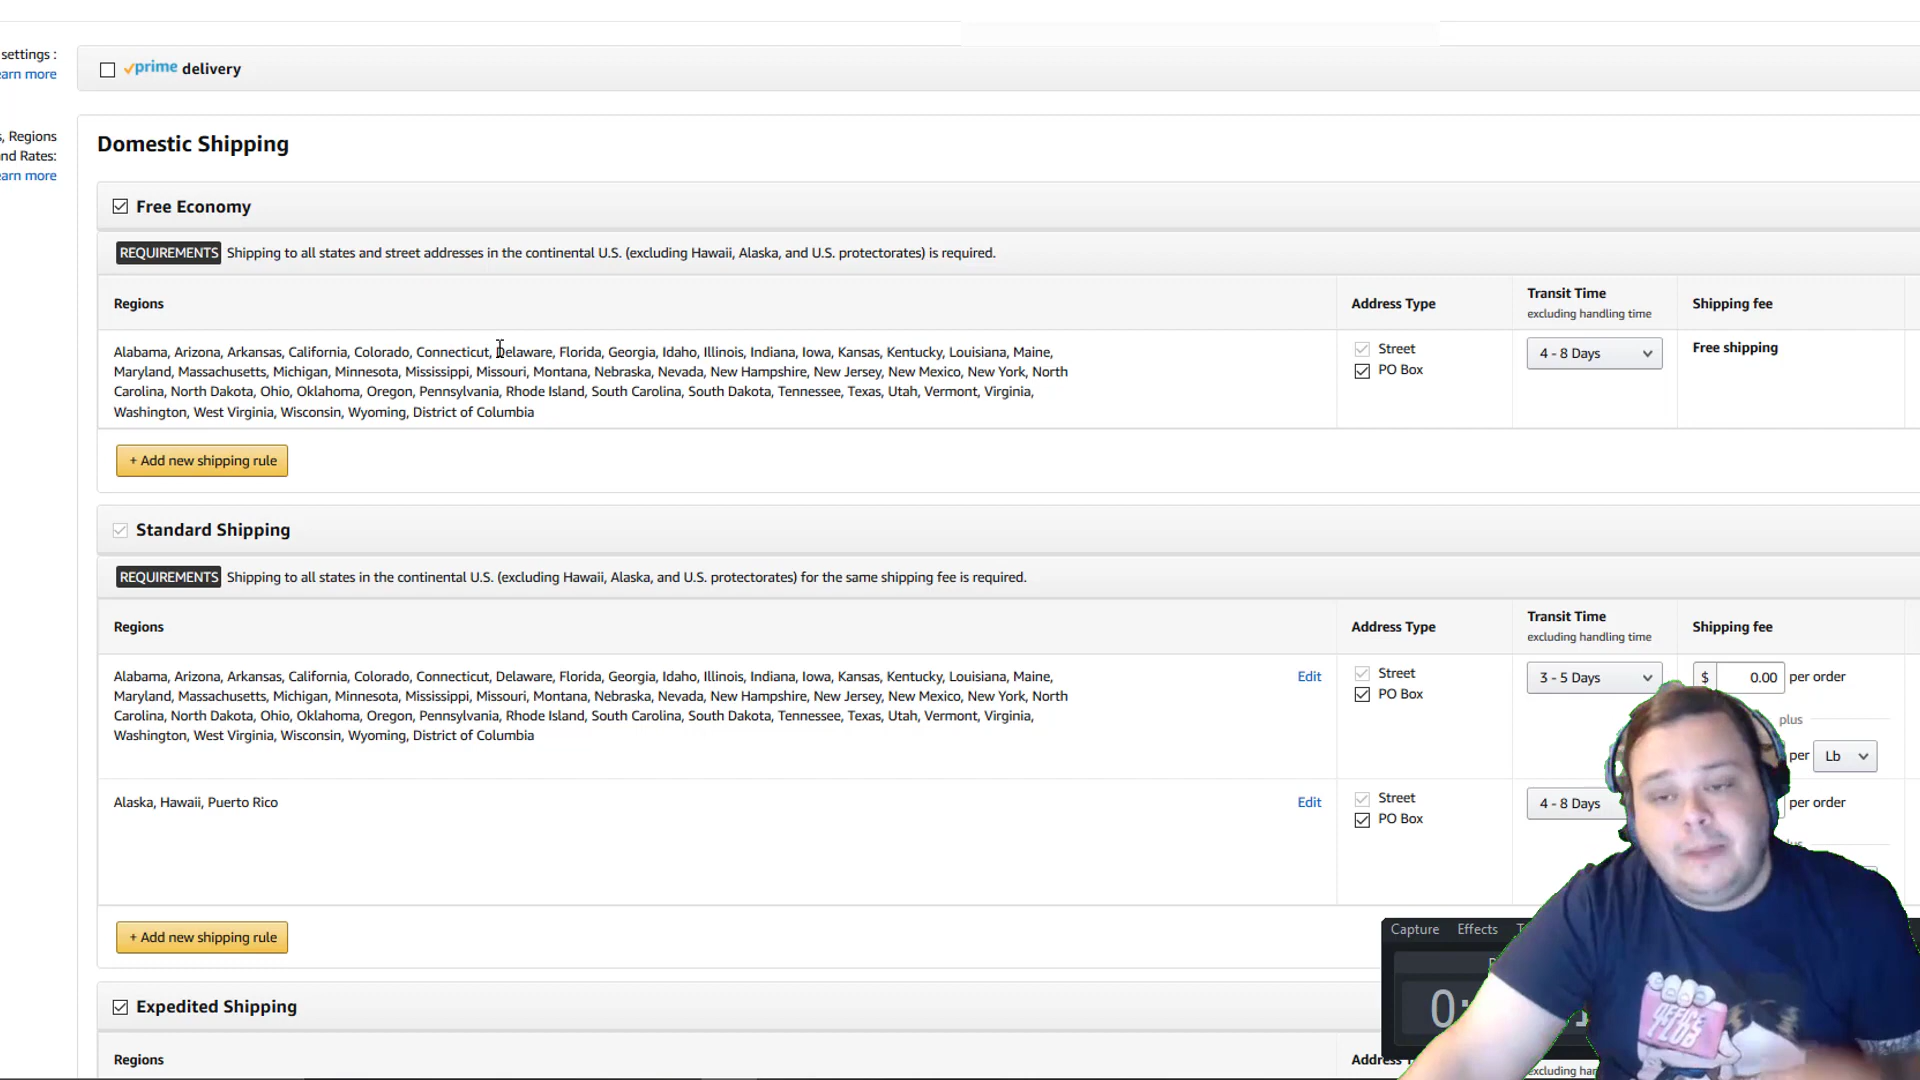 settings :
earn more
prime delivery
, Regions
nd Rates:
earn more
Domestic Shipping
Free Economy
REQUIREMENTS Shipping to all states and street addresses in the continental U.S. (excluding Hawaii, Alaska, and U.S. protectorates) is required.
Regions
Address Type
Transit Time
excluding handling time
Shipping fee
Alabama, Arizona, Arkansas, California, Colorado, Connecticut, Delaware, Florida, Georgia, Idaho, Illinois, Indiana, Iowa, Kansas, Kentucky, Louisiana, Maine,
Maryland, Massachusetts, Michigan, Minnesota, Mississippi, Missouri, Montana, Nebraska, Nevada, New Hampshire, New Jersey, New Mexico, New York, North
Carolina, North Dakota, Ohio, Oklahoma, Oregon, Pennsylvania, Rhode Island, South Carolina, South Dakota, Tennessee, Texas, Utah, Vermont, Virginia,
Washington, West Virginia, Wisconsin, Wyoming, District of Columbia
Street
PO Box
4 - 8 Days
Free shipping
+ Add new shipping rule
Standard Shipping
REQUIREMENTS Shipping to all states in the continental U.S. (excluding Hawaii, Alaska, and U.S. protectorates) for the same shipping fee is required.
Regions
Address Type
Transit Time
excluding handling time
Shipping fee
Alabama, Arizona, Arkansas, California, Colorado, Connecticut, Delaware, Florida, Georgia, Idaho, Illinois, Indiana, Iowa, Kansas, Kentucky, Louisiana, Maine,
Maryland, Massachusetts, Michigan, Minnesota, Mississippi, Missouri, Montana, Nebraska, Nevada, New Hampshire, New Jersey, New Mexico, New York, North
Carolina, North Dakota, Ohio, Oklahoma, Oregon, Pennsylvania, Rhode Island, South Carolina, South Dakota, Tennessee, Texas, Utah, Vermont, Virginia,
Washington, West Virginia, Wisconsin, Wyoming, District of Columbia
Edit
Street
PO Box
3 - 5 Days
$ 0.00 per order
plus
per Lb
Alaska, Hawaii, Puerto Rico
Edit
Street
PO Box
4 - 8 Days
per order
+ Add new shipping rule
Capture Effects
Expedited Shipping
Regions
Address
excluding